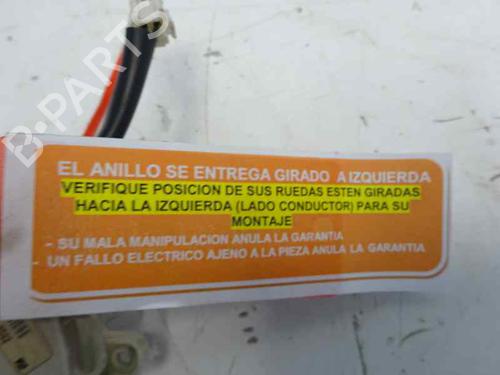 EL ANILLO SE ENTREGA GIRADO A IZQUIERDA
VERIFIQUE POSICION DE SUS RUEDAS ESTEN GIRADAS
HACIA LA IZQUIERDA (LADO CONDUCTOR) PARA SU
MONTAJE
- SU MALA MANIPULACION ANULA LA GARANTIA
- UN FALLO ELECTRICO AJENO A LA PIEZA ANULA LA GARANTIA
B-PARTS